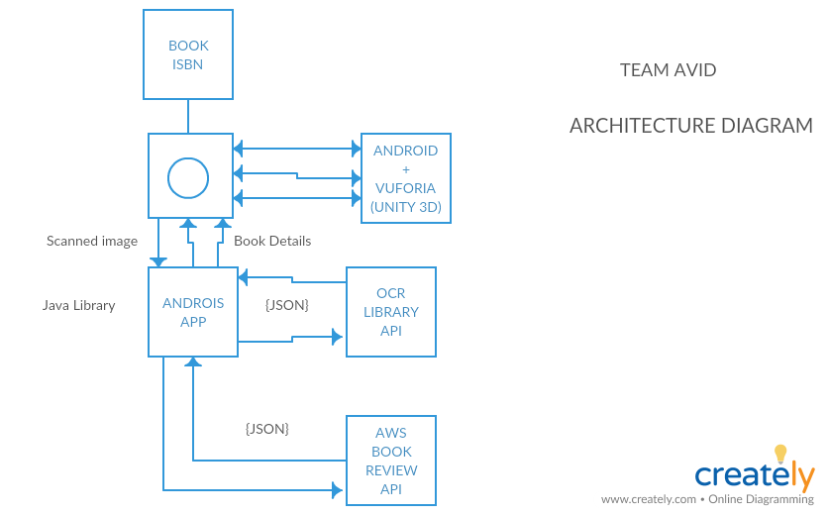 BOOK
ISBN
TEAM AVID
ARCHITECTURE DIAGRAM
ANDROID
+
VUFORIA
(UNITY 3D)
Scanned image
Book Details
Java Library
ANDROIS
APP
{JSON}
OCR
LIBRARY
API
{JSON}
AWS
BOOK
REVIEW
API
creately
www.creately.com • Online Diagramming